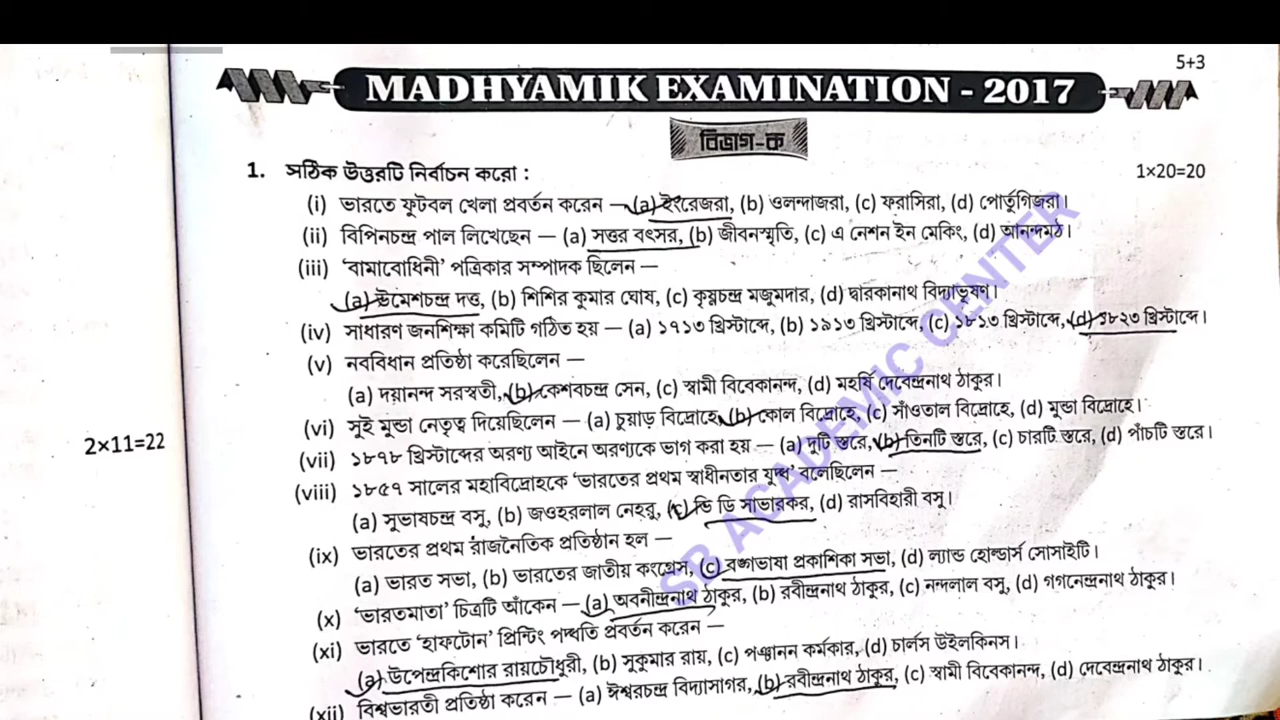 5+3
MADHYAMIK EXAMINATION - 2017
বিভাগ-ক
1. সঠিক উত্তরটি নির্বাচন করো : 1×20=20
(i) ভারতে ফুটবল খেলা প্রবর্তন করেন — (a) ইংরেজরা, (b) ওলন্দাজরা, (c) ফরাসিরা, (d) পোর্তুগিজরা।
(ii) বিপিনচন্দ্র পাল লিখেছেন — (a) সত্তর বৎসর, (b) জীবনস্মৃতি, (c) এ নেশন ইন মেকিং, (d) আনন্দমঠ।
(iii) 'বামাবোধিনী' পত্রিকার সম্পাদক ছিলেন —
(a) উমেশচন্দ্র দত্ত, (b) শিশির কুমার ঘোষ, (c) কৃষ্ণচন্দ্র মজুমদার, (d) দ্বারকানাথ বিদ্যাভূষণ।
(iv) সাধারণ জনশিক্ষা কমিটি গঠিত হয় — (a) ১৭১৩ খ্রিস্টাব্দে, (b) ১৯১৩ খ্রিস্টাব্দে, (c) ১৮১৩ খ্রিস্টাব্দে, (d) ১৮২৩ খ্রিস্টাব্দে।
(v) নববিধান প্রতিষ্ঠা করেছিলেন —
(a) দয়ানন্দ সরস্বতী, (b) কেশবচন্দ্র সেন, (c) স্বামী বিবেকানন্দ, (d) মহর্ষি দেবেন্দ্রনাথ ঠাকুর।
(vi) সুই মুন্ডা নেতৃত্ব দিয়েছিলেন — (a) চুয়াড় বিদ্রোহে, (b) কোল বিদ্রোহে, (c) সাঁওতাল বিদ্রোহে, (d) মুন্ডা বিদ্রোহে।
2×11=22
(vii) ১৮৭৮ খ্রিস্টাব্দের অরণ্য আইনে অরণ্যকে ভাগ করা হয় — (a) দুটি স্তরে, (b) তিনটি স্তরে, (c) চারটি স্তরে, (d) পাঁচটি স্তরে।
(viii) ১৮৫৭ সালের মহাবিদ্রোহকে 'ভারতের প্রথম স্বাধীনতার যুদ্ধ' বলেছিলেন —
(a) সুভাষচন্দ্র বসু, (b) জওহরলাল নেহরু, (c) ভি ডি সাভারকর, (d) রাসবিহারী বসু।
(ix) ভারতের প্রথম রাজনৈতিক প্রতিষ্ঠান হল —
(a) ভারত সভা, (b) ভারতের জাতীয় কংগ্রেস, (c) বঙ্গভাষা প্রকাশিকা সভা, (d) ল্যান্ড হোল্ডার্স সোসাইটি।
(x) 'ভারতমাতা' চিত্রটি আঁকেন — (a) অবনীন্দ্রনাথ ঠাকুর, (b) রবীন্দ্রনাথ ঠাকুর, (c) নন্দলাল বসু, (d) গগনেন্দ্রনাথ ঠাকুর।
(xi) ভারতে 'হাফটোন' প্রিন্টিং পদ্ধতি প্রবর্তন করেন —
(a) উপেন্দ্রকিশোর রায়চৌধুরী, (b) সুকুমার রায়, (c) পঞ্চানন কর্মকার, (d) চার্লস উইলকিনস।
(xii) বিশ্বভারতী প্রতিষ্ঠা করেন — (a) ঈশ্বরচন্দ্র বিদ্যাসাগর, (b) রবীন্দ্রনাথ ঠাকুর, (c) স্বামী বিবেকানন্দ, (d) দেবেন্দ্রনাথ ঠাকুর।
SB ACADEMIC CENTER